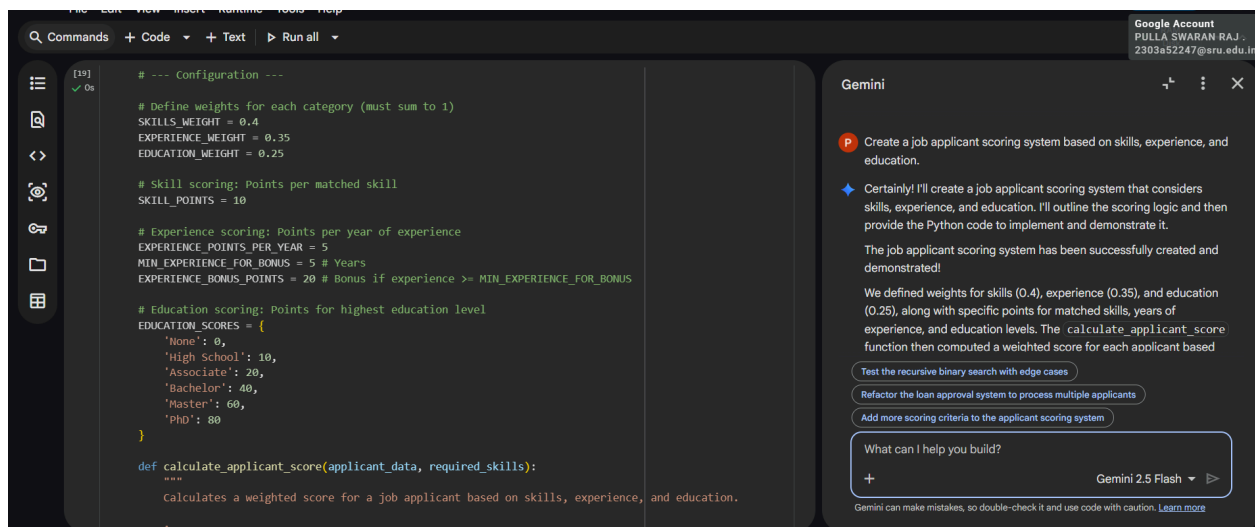 File Edit View Insert Runtime Tools Help
Commands + Code + Text Run all
Google Account
PULLA SWARAN RAJ .
2303a52247@sru.edu.in
[19]
0s
# --- Configuration ---
# Define weights for each category (must sum to 1)
SKILLS_WEIGHT = 0.4
EXPERIENCE_WEIGHT = 0.35
EDUCATION_WEIGHT = 0.25
# Skill scoring: Points per matched skill
SKILL_POINTS = 10
# Experience scoring: Points per year of experience
EXPERIENCE_POINTS_PER_YEAR = 5
MIN_EXPERIENCE_FOR_BONUS = 5 # Years
EXPERIENCE_BONUS_POINTS = 20 # Bonus if experience >= MIN_EXPERIENCE_FOR_BONUS
# Education scoring: Points for highest education level
EDUCATION_SCORES = {
'None': 0,
'High School': 10,
'Associate': 20,
'Bachelor': 40,
'Master': 60,
'PhD': 80
}
def calculate_applicant_score(applicant_data, required_skills):
"""
Calculates a weighted score for a job applicant based on skills, experience, and education.
Gemini
P
Create a job applicant scoring system based on skills, experience, and
education.
Certainly! I'll create a job applicant scoring system that considers
skills, experience, and education. I'll outline the scoring logic and then
provide the Python code to implement and demonstrate it.
The job applicant scoring system has been successfully created and
demonstrated!
We defined weights for skills (0.4), experience (0.35), and education
(0.25), along with specific points for matched skills, years of
experience, and education levels. The calculate_applicant_score
function then computed a weighted score for each applicant based
Test the recursive binary search with edge cases
Refactor the loan approval system to process multiple applicants
Add more scoring criteria to the applicant scoring system
What can I help you build?
+ Gemini 2.5 Flash
Gemini can make mistakes, so double-check it and use code with caution. Learn more